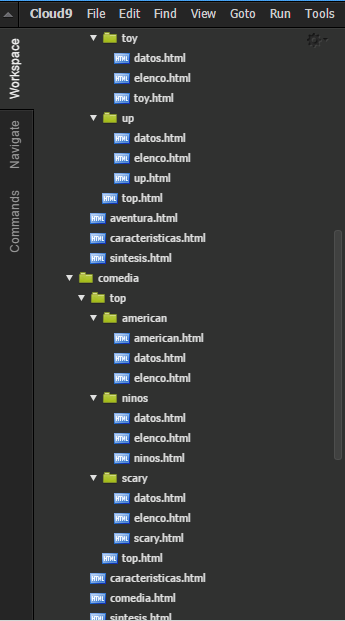 Cloud9 File Edit Find View Goto Run Tools
Workspace
Navigate
Commands
toy
datos.html
elenco.html
toy.html
up
datos.html
elenco.html
up.html
top.html
aventura.html
caracteristicas.html
sintesis.html
comedia
top
american
american.html
datos.html
elenco.html
ninos
datos.html
elenco.html
ninos.html
scary
datos.html
elenco.html
scary.html
top.html
caracteristicas.html
comedia.html
sintesis.html